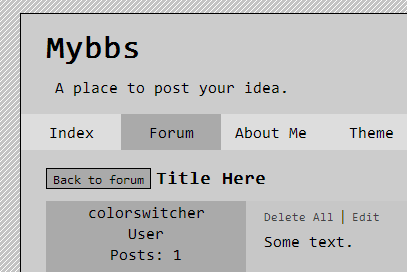 Mybbs
A place to post your idea.
Index Forum About Me Theme
Back to forum Title Here
colorswitcher
User
Posts: 1
Delete All | Edit
Some text.